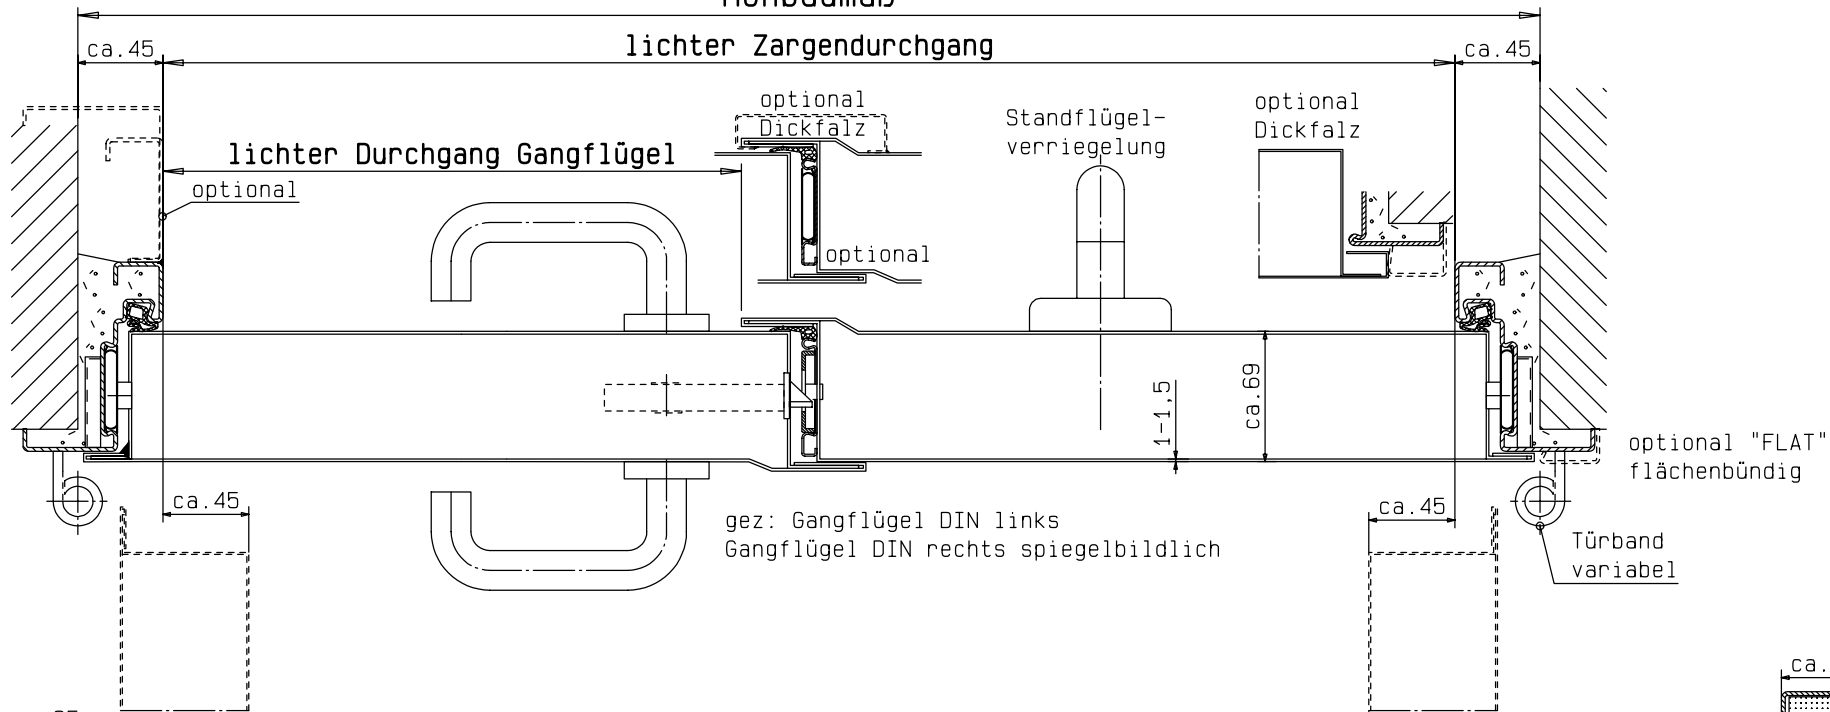 ca.45
lichter Zargendurchgang
ca.45
optional
Dickfalz
Standflügel-
verriegelung
optional
Dickfalz
lichter Durchgang Gangflügel
optional
optional
1-1,5
ca.69
optional "FLAT"
flächenbündig
ca.45
ca.45
gez: Gangflügel DIN links
Gangflügel DIN rechts spiegelbildlich
Türband
variabel
ca.